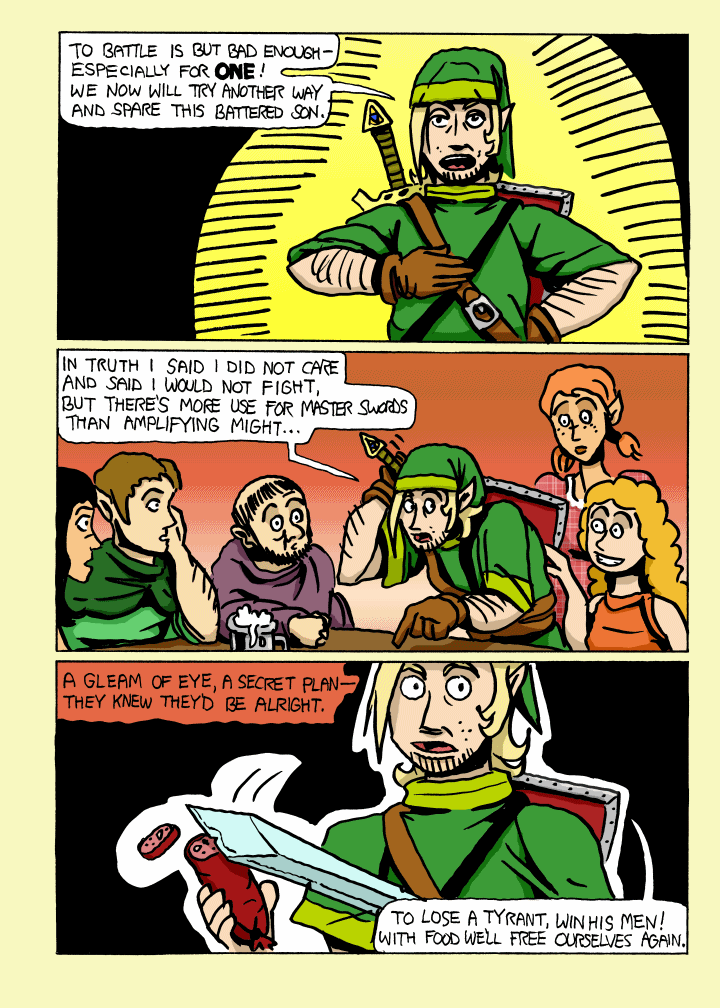 TO BATTLE IS BUT BAD ENOUGH–
ESPECIALLY FOR ONE!
WE NOW WILL TRY ANOTHER WAY
AND SPARE THIS BATTERED SON.
IN TRUTH I SAID I DID NOT CARE
AND SAID I WOULD NOT FIGHT,
BUT THERE'S MORE USE FOR MASTER SWORDS
THAN AMPLIFYING MIGHT...
A GLEAM OF EYE, A SECRET PLAN—
THEY KNEW THEY'D BE ALRIGHT.
TO LOSE A TYRANT, WIN HIS MEN!
WITH FOOD WE'LL FREE OURSELVES AGAIN.